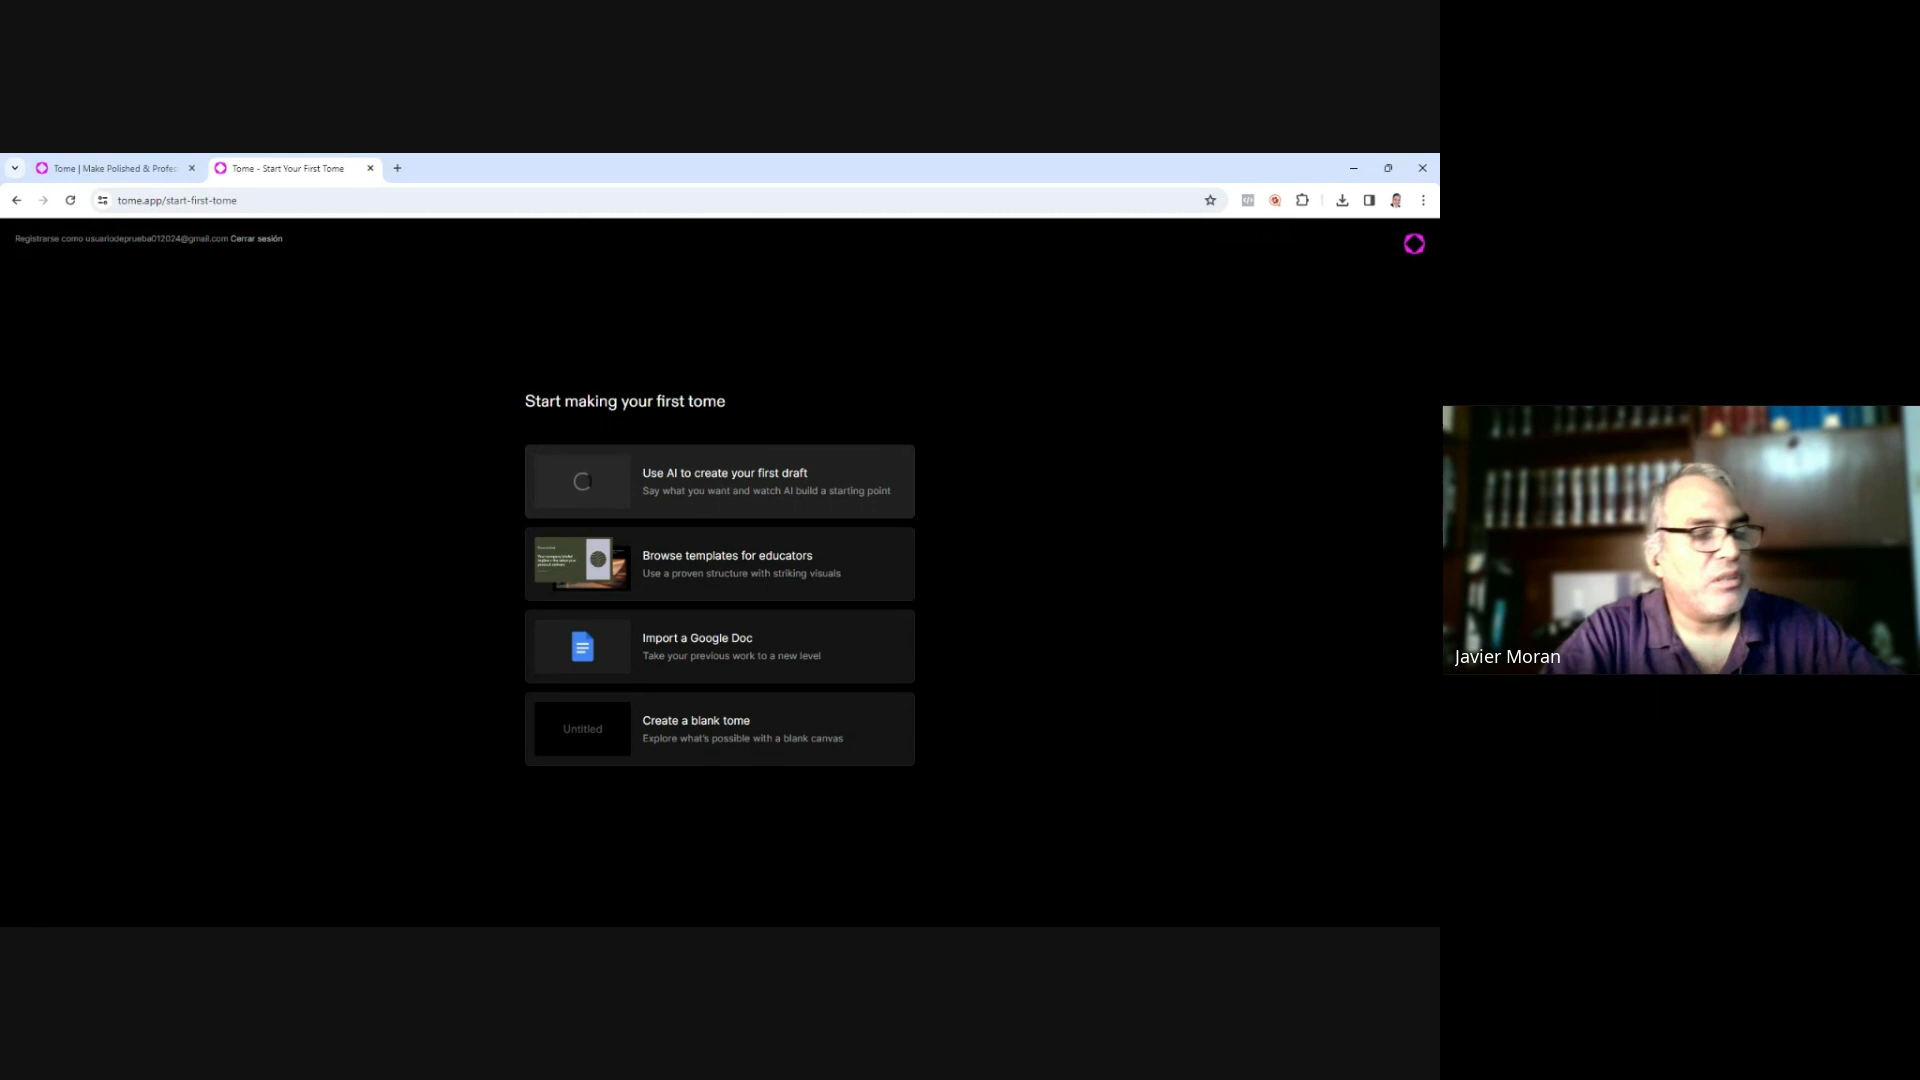 Tome | Make Polished & Profes
Tome - Start Your First Tome
tome.app/start-first-tome
Registrarse como usuariodeprueba012024@gmail.com Cerrar sesión
Start making your first tome
Use AI to create your first draft
Say what you want and watch AI build a starting point
Browse templates for educators
Use a proven structure with striking visuals
Import a Google Doc
Take your previous work to a new level
Untitled
Create a blank tome
Explore what's possible with a blank canvas
Javier Moran